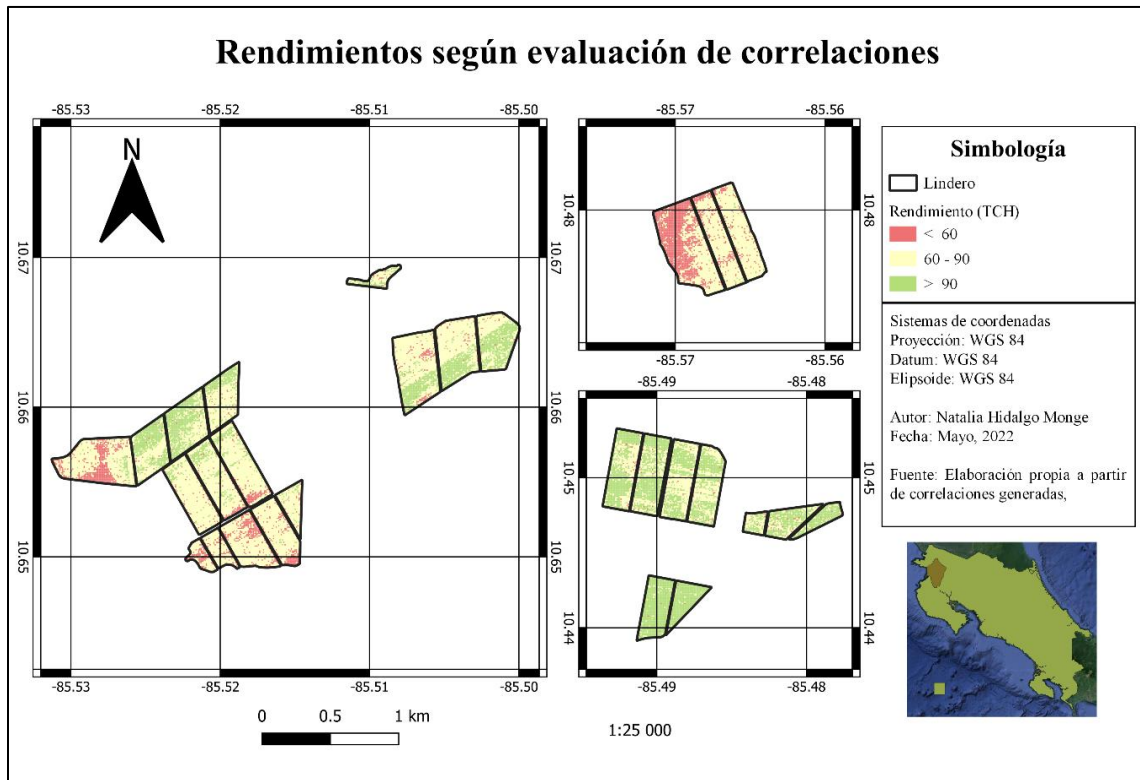 Rendimientos según evaluación de correlaciones
-85.53 -85.52 -85.51 -85.50
N
10.67
10.66
10.65
10.67
10.66
10.65
-85.53 -85.52 -85.51 -85.50
0 0.5 1 km
-85.57 -85.56
10.48
10.48
-85.57 -85.56
-85.49 -85.48
10.45
10.44
10.45
10.44
-85.49 -85.48
1:25 000
Simbología
Lindero
Rendimiento (TCH)
< 60
60 - 90
> 90
Sistemas de coordenadas
Proyección: WGS 84
Datum: WGS 84
Elipsoide: WGS 84
Autor: Natalia Hidalgo Monge
Fecha: Mayo, 2022
Fuente: Elaboración propia a partir
de correlaciones generadas,